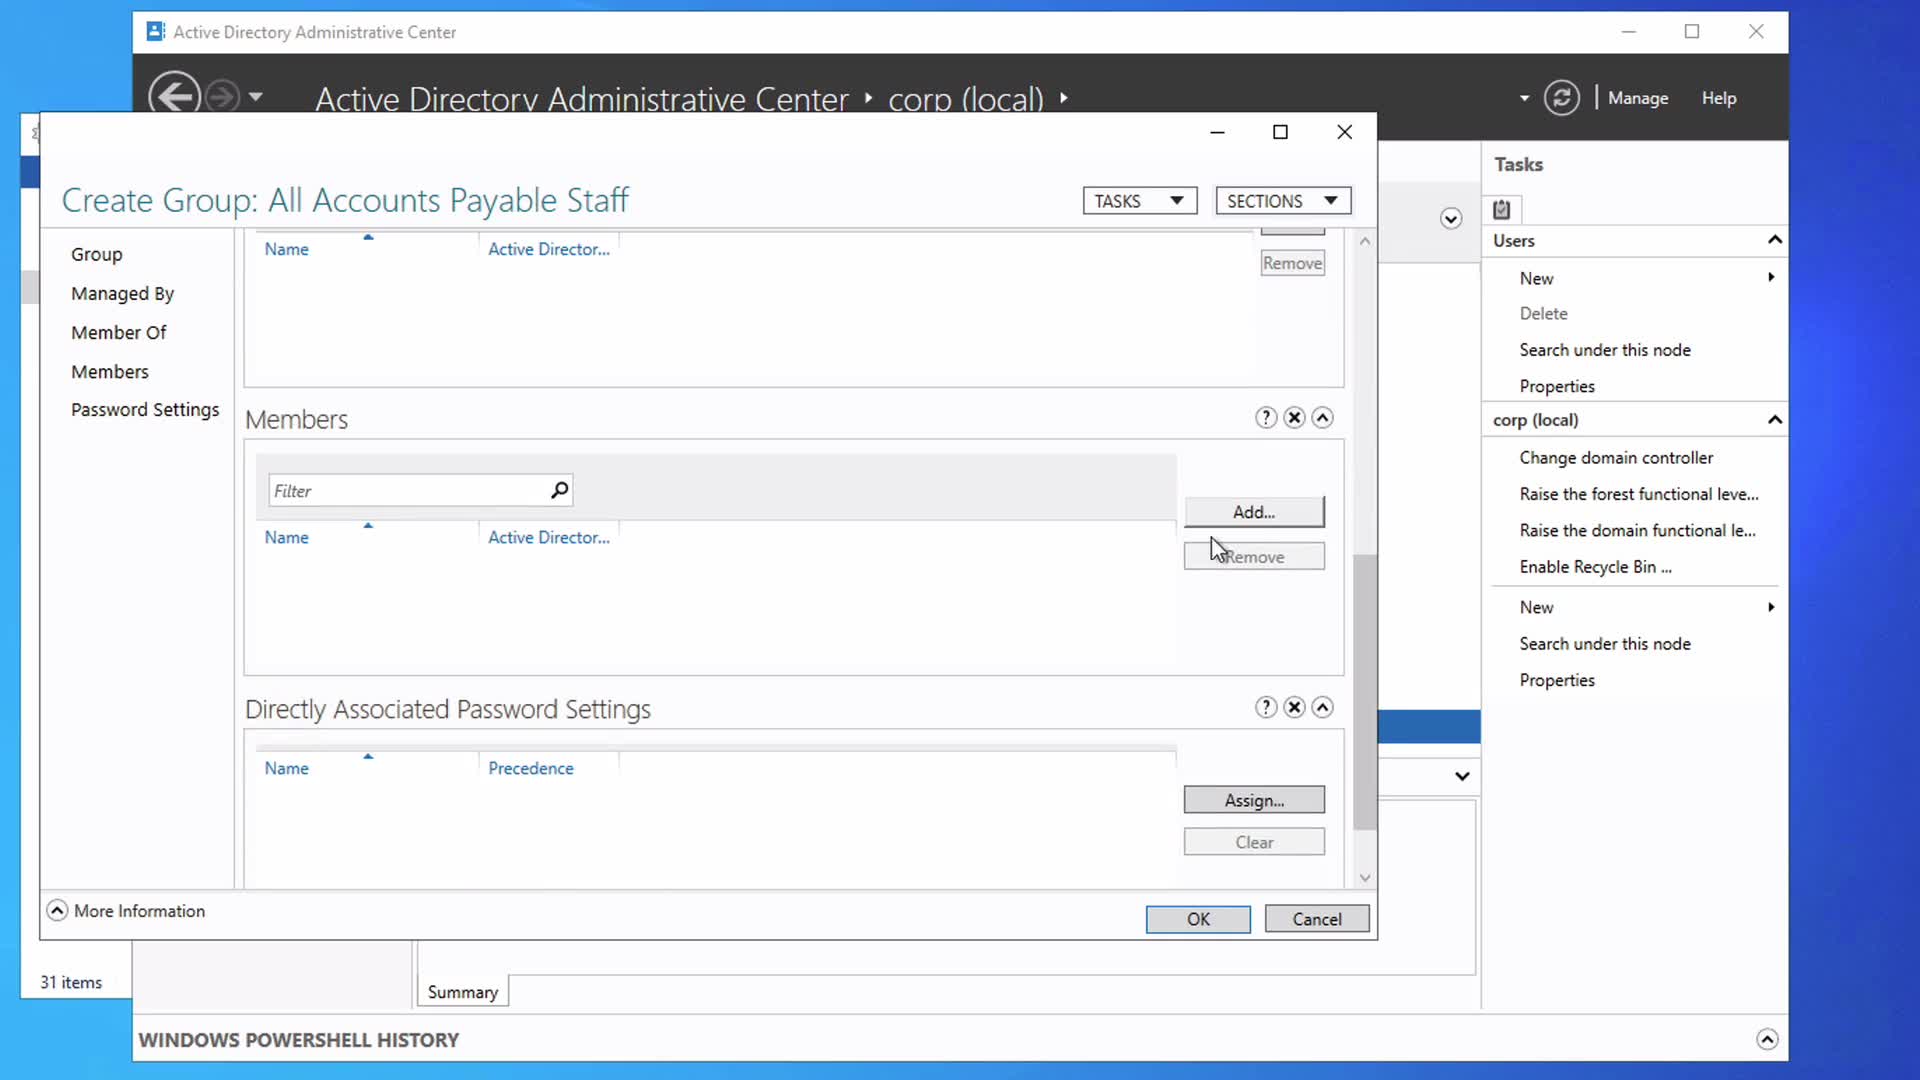 Active Directory Administrative Center
Active Directory Administrative Center
corp (local)
Manage
Help
Create Group: All Accounts Payable Staff
TASKS
SECTIONS
Group
Managed By
Member Of
Members
Password Settings
Name
Active Director...
Remove
Members
Filter
Add...
Name
Active Director...
Remove
Directly Associated Password Settings
Name
Precedence
Assign...
Clear
More Information
OK
Cancel
Tasks
Users
New
Delete
Search under this node
Properties
corp (local)
Change domain controller
Raise the forest functional leve...
Raise the domain functional le...
Enable Recycle Bin ...
New
Search under this node
Properties
31 items
Summary
WINDOWS POWERSHELL HISTORY